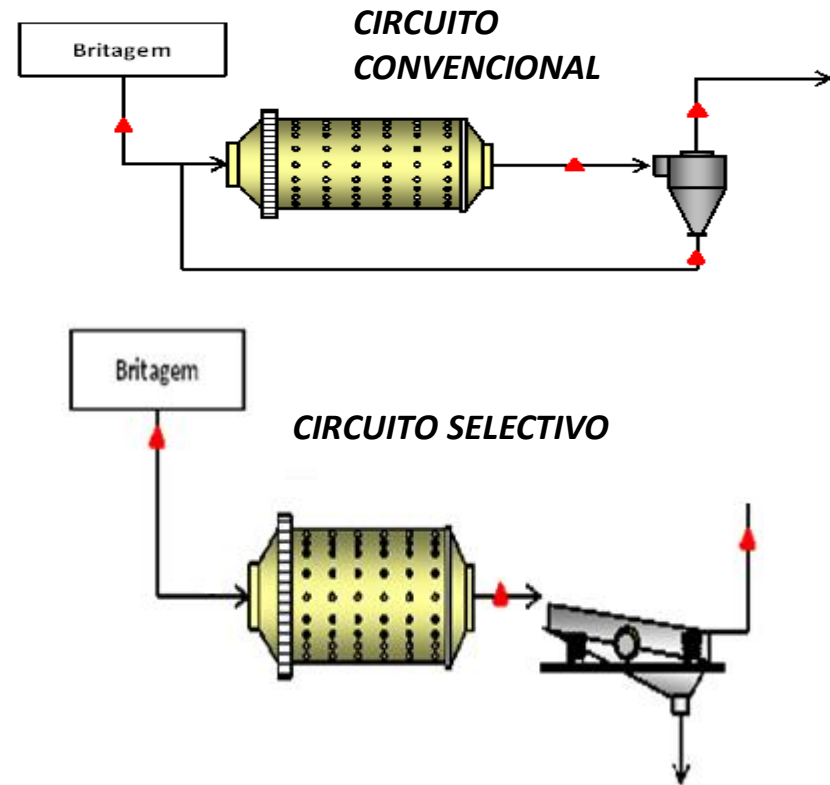 CIRCUITO
CONVENCIONAL
Britagem
Britagem
CIRCUITO SELECTIVO